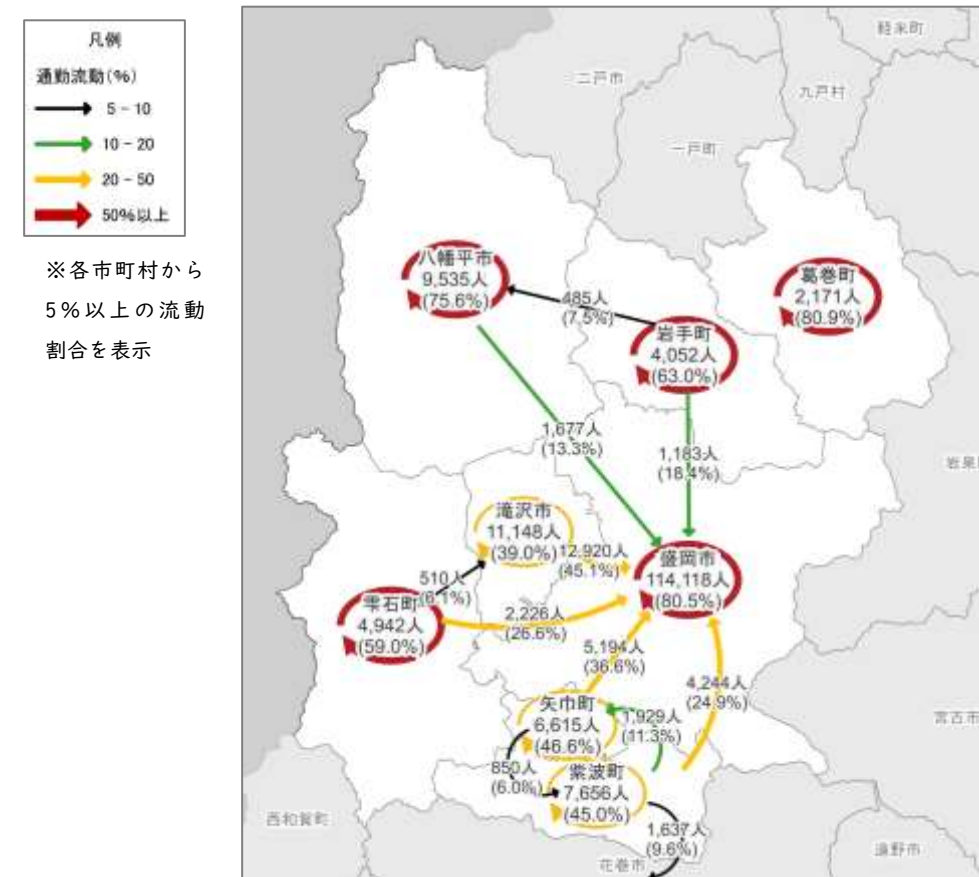 凡例
通勤流動(%)
5 - 10
10 - 20
20 - 50
50%以上
※各市町村から
5%以上の流動
割合を表示
軽米町
二戸市
九戸村
一戸町
八幡平市
9,535人
(75.6%)
葛巻町
2,171人
(80.9%)
485人
(7.5%)
岩手町
4,052人
(63.0%)
1,677人
(13.3%)
1,183人
(18.4%)
岩泉
滝沢市
11,148人
(39.0%)
12,920人
(45.1%)
盛岡市
114,118人
(80.5%)
510人
(6.1%)
雫石町
4,942人
(59.0%)
2,226人
(26.6%)
5,194人
(36.6%)
4,244人
(24.9%)
矢巾町
6,615人
(46.6%)
1,929人
(11.3%)
宮古市
850人
(6.0%)
紫波町
7,656人
(45.0%)
西和賀町
1,637人
(9.6%)
花巻市
遠野市